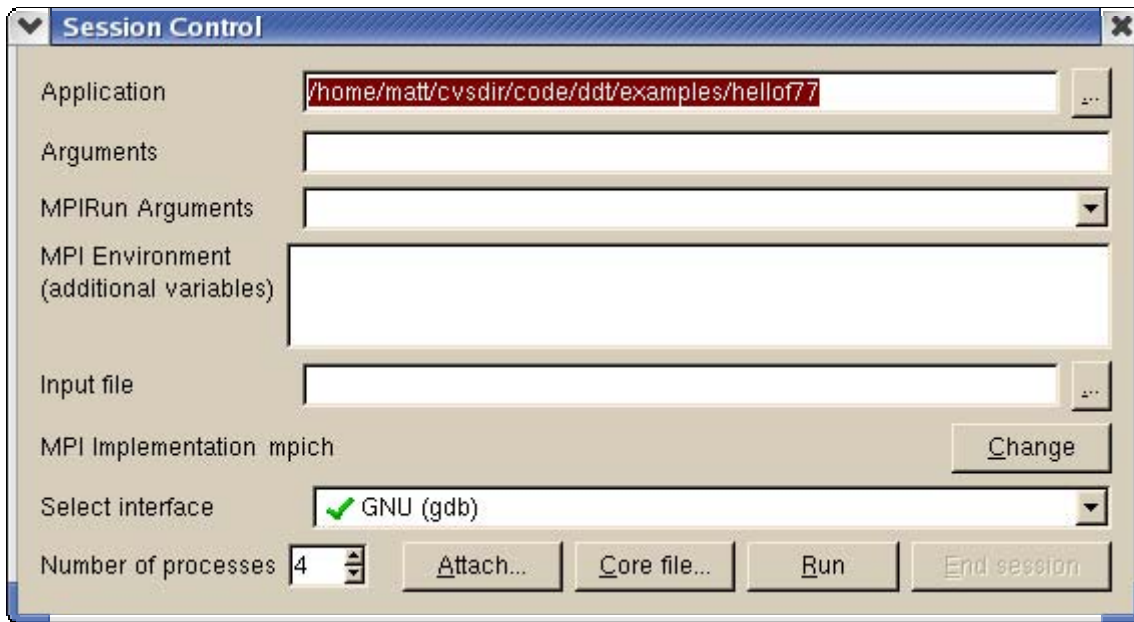 Session Control
Application /home/matt/cvsdir/code/ddt/examples/hellof77 ...
Arguments
MPIRun Arguments
MPI Environment
(additional variables)
Input file ...
MPI Implementation mpich Change
Select interface GNU (gdb)
Number of processes 4 Attach... Core file... Run End session